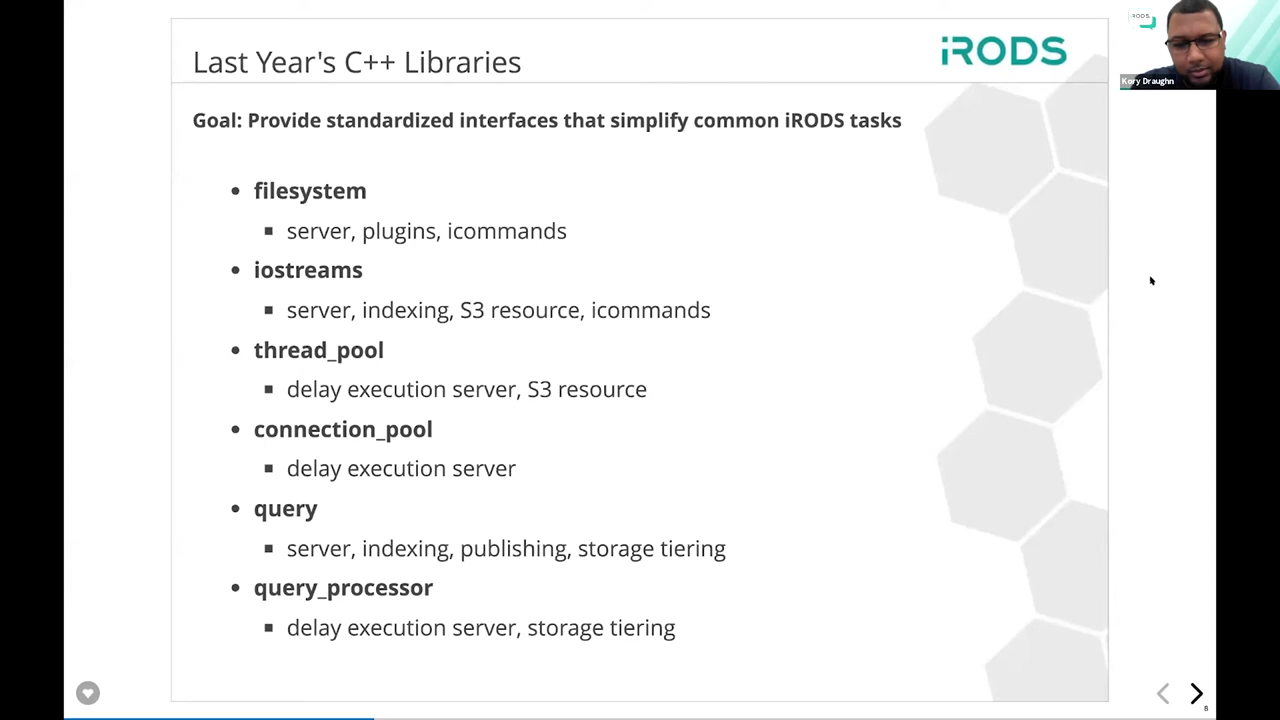 Last Year's C++ Libraries
iRODS
iRODS
Kory Draughn
Goal: Provide standardized interfaces that simplify common iRODS tasks
• filesystem
▪ server, plugins, icommands
• iostreams
▪ server, indexing, S3 resource, icommands
• thread_pool
▪ delay execution server, S3 resource
• connection_pool
▪ delay execution server
• query
▪ server, indexing, publishing, storage tiering
• query_processor
▪ delay execution server, storage tiering
8